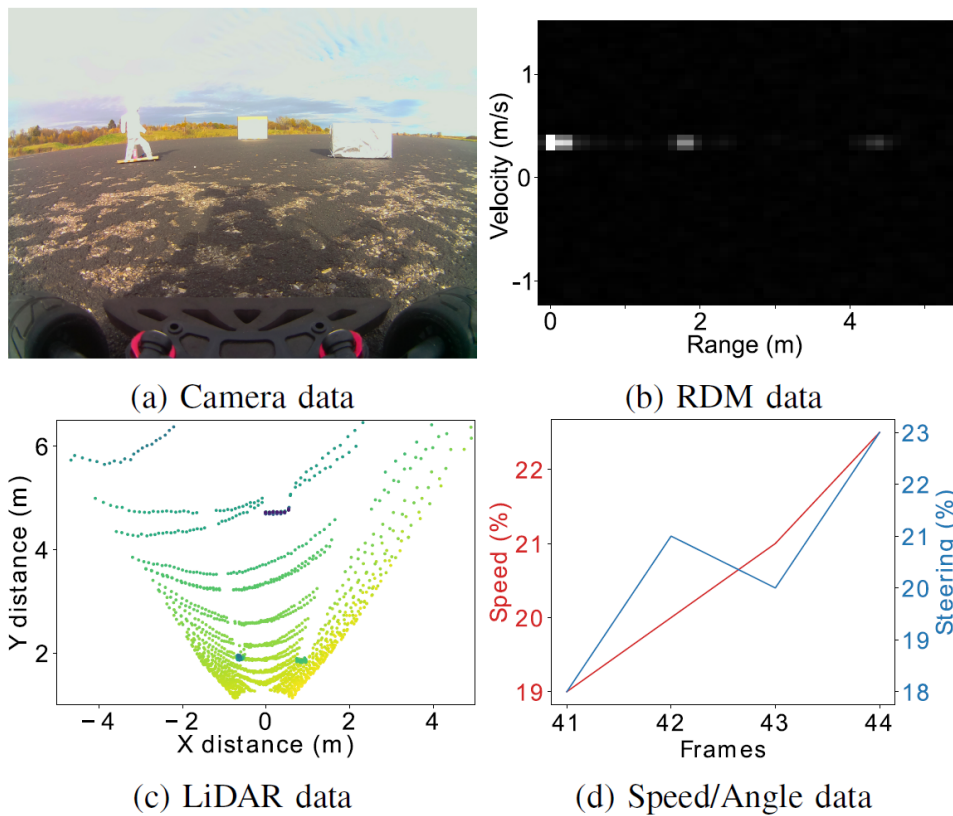 1
0
-1
Velocity (m/s)
0
2
4
Range (m)
(a) Camera data
(b) RDM data
6
4
2
Y distance (m)
−4
−2
0
2
4
X distance (m)
22
21
20
19
Speed (%)
23
22
21
20
19
18
Steering (%)
41
42
43
44
Frames
(c) LiDAR data
(d) Speed/Angle data